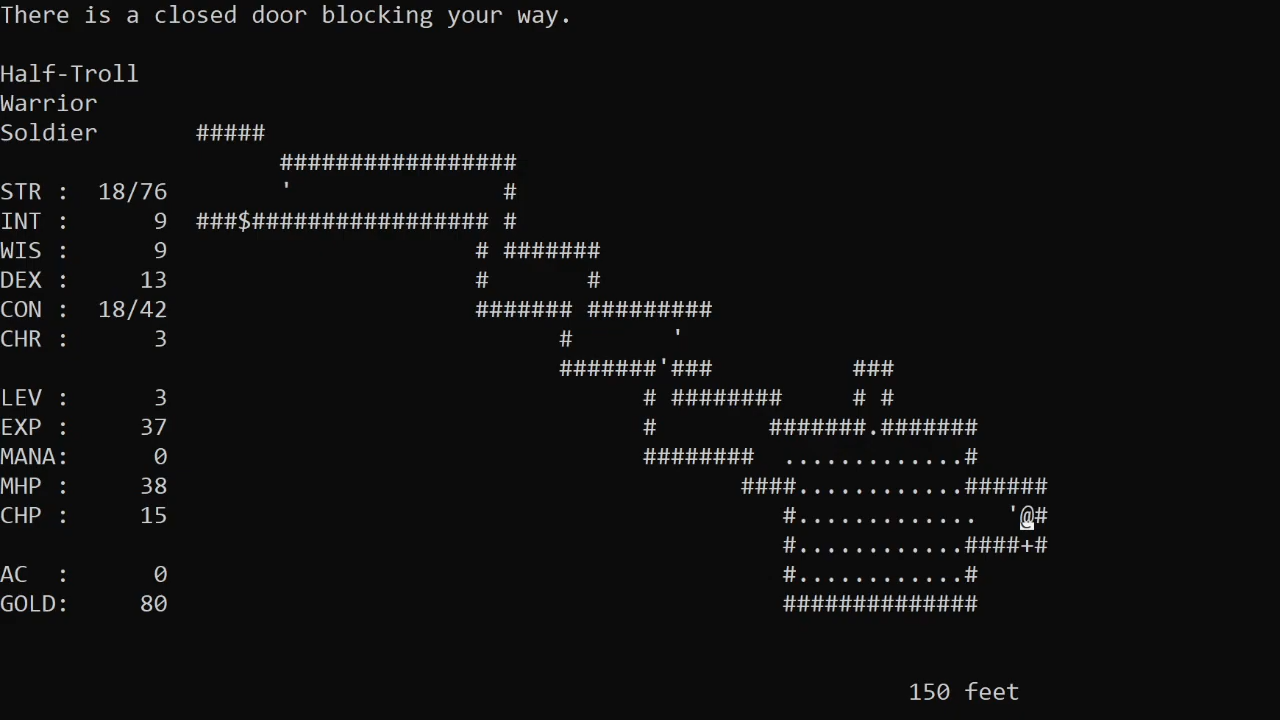 There is a closed door blocking your way.
Half-Troll
Warrior
Soldier       #####
                    #################
STR :  18/76        '               #
INT :      9  ###$################# #
WIS :      9                      # #######
DEX :     13                      #       #
CON :  18/42                      ####### #########
CHR :      3                            #       '
                                        #######'###          ###
LEV :      3                                  # ########     # #
EXP :     37                                  #        #######.#######
MANA:      0                                  ########  .............#
MHP :     38                                         ####............######
CHP :     15                                            #.............  '@#
                                                        #............####+#
AC  :      0                                            #............#
GOLD:     80                                            ##############
150 feet